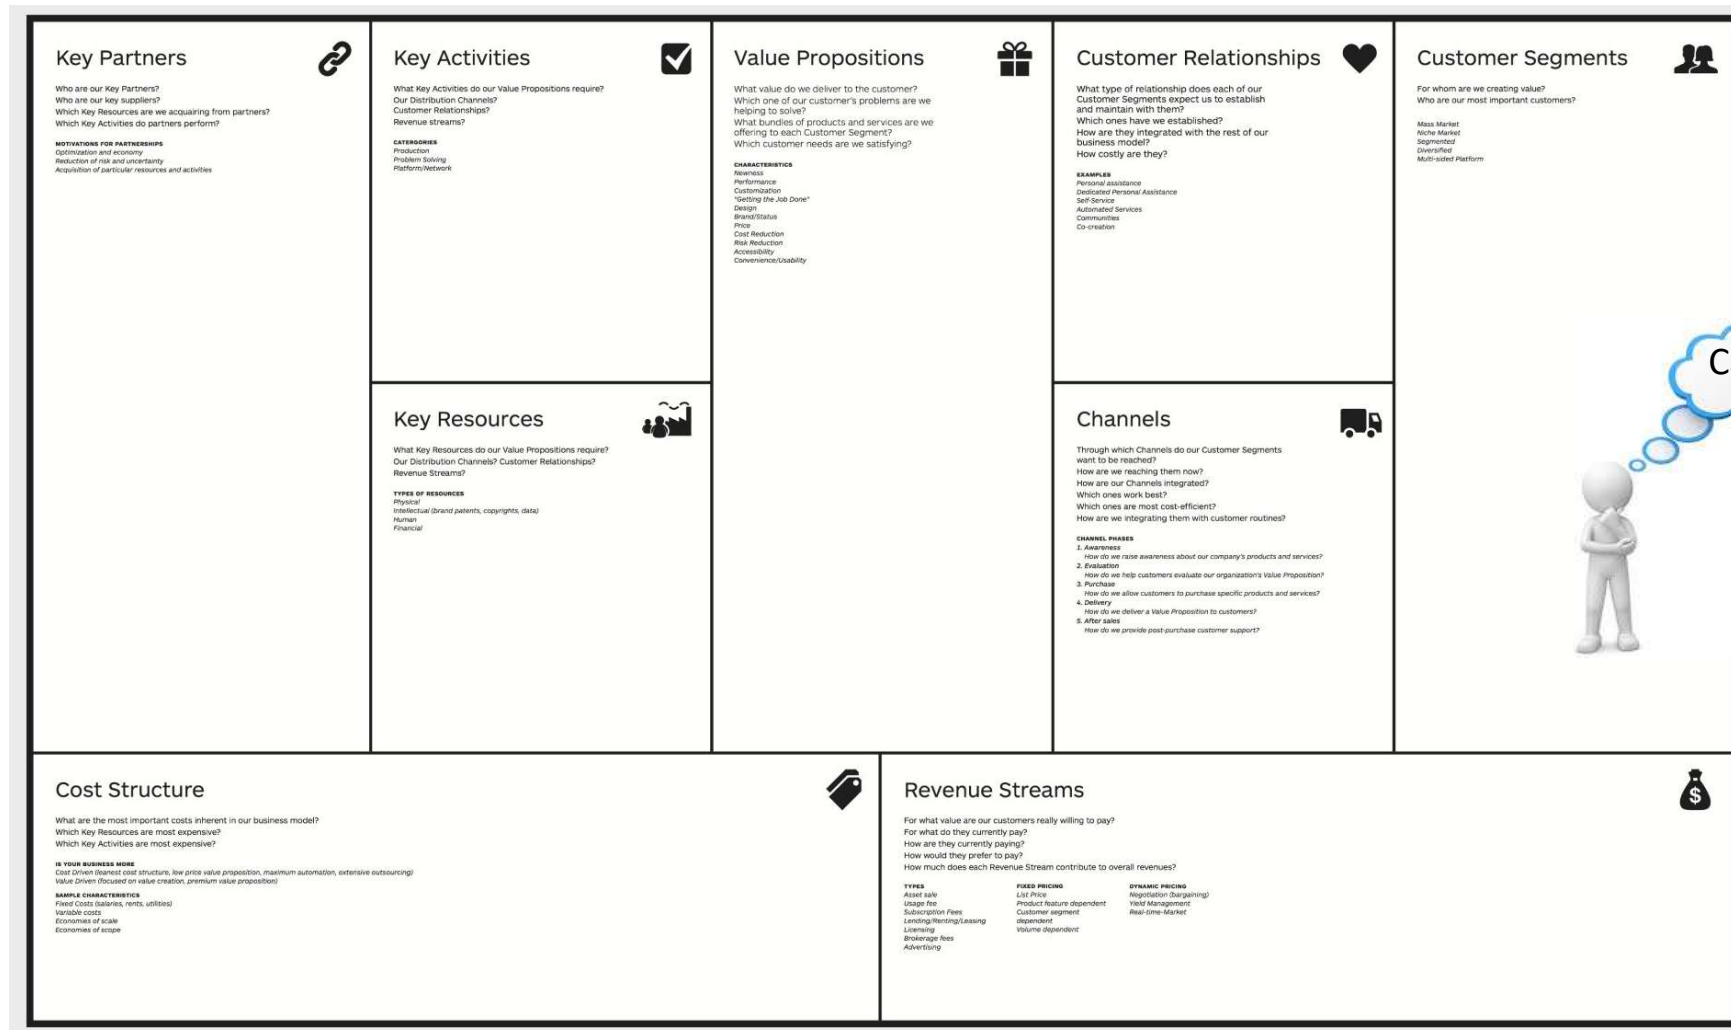 Key Partners
Who are our Key Partners?
Who are our key suppliers?
Which Key Resources are we acquairing from partners?
Which Key Activities do partners perform?
MOTIVATIONS FOR PARTNERSHIPS
Optimization and economy
Reduction of risk and uncertainty
Acquisition of particular resources and activities
Key Activities
What Key Activities do our Value Propositions require?
Our Distribution Channels?
Customer Relationships?
Revenue streams?
CATERGORIES
Production
Problem Solving
Platform/Network
Key Resources
What Key Resources do our Value Propositions require?
Our Distribution Channels? Customer Relationships?
Revenue Streams?
TYPES OF RESOURCES
Physical
Intellectual (brand patents, copyrights, data)
Human
Financial
Value Propositions
What value do we deliver to the customer?
Which one of our customer's problems are we
helping to solve?
What bundles of products and services are we
offering to each Customer Segment?
Which customer needs are we satisfying?
CHARACTERISTICS
Newness
Performance
Customization
"Getting the Job Done"
Design
Brand/Status
Price
Cost Reduction
Risk Reduction
Accessibility
Convenience/Usability
Customer Relationships
What type of relationship does each of our
Customer Segments expect us to establish
and maintain with them?
Which ones have we established?
How are they integrated with the rest of our
business model?
How costly are they?
EXAMPLES
Personal assistance
Dedicated Personal Assistance
Self-Service
Automated Services
Communities
Co-creation
Channels
Through which Channels do our Customer Segments
want to be reached?
How are we reaching them now?
How are our Channels integrated?
Which ones work best?
Which ones are most cost-efficient?
How are we integrating them with customer routines?
CHANNEL PHASES
1. Awareness
How do we raise awareness about our company's products and services?
2. Evaluation
How do we help customers evaluate our organization's Value Proposition?
3. Purchase
How do we allow customers to purchase specific products and services?
4. Delivery
How do we deliver a Value Proposition to customers?
5. After sales
How do we provide post-purchase customer support?
Customer Segments
For whom are we creating value?
Who are our most important customers?
Mass Market
Niche Market
Segmented
Diversified
Multi-sided Platform
Cost Structure
What are the most important costs inherent in our business model?
Which Key Resources are most expensive?
Which Key Activities are most expensive?
IS YOUR BUSINESS MORE
Cost Driven (leanest cost structure, low price value proposition, maximum automation, extensive outsourcing)
Value Driven (focused on value creation, premium value proposition)
SAMPLE CHARACTERISTICS
Fixed Costs (salaries, rents, utilities)
Variable costs
Economies of scale
Economies of scope
Revenue Streams
For what value are our customers really willing to pay?
For what do they currently pay?
How are they currently paying?
How would they prefer to pay?
How much does each Revenue Stream contribute to overall revenues?
TYPES
Asset sale
Usage fee
Subscription Fees
Lending/Renting/Leasing
Licensing
Brokerage fees
Advertising
FIXED PRICING
List Price
Product feature dependent
Customer segment
dependent
Volume dependent
DYNAMIC PRICING
Negotiation (bargaining)
Yield Management
Real-time-Market
$